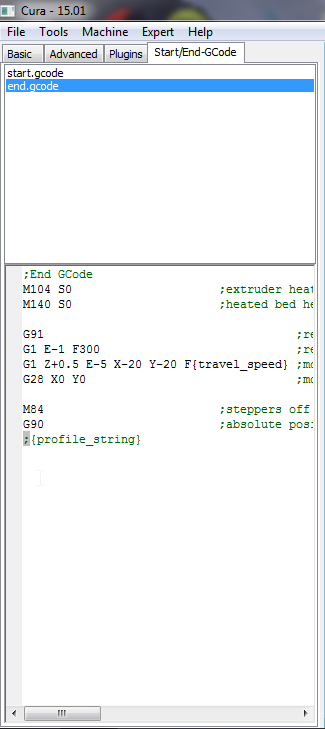 Cura - 15.01
File Tools Machine Expert Help
Basic Advanced Plugins Start/End-GCode
start.gcode
end.gcode
;End GCode
M104 S0 ;extruder heat
M140 S0 ;heated bed he
G91 ;re
G1 E-1 F300 ;re
G1 Z+0.5 E-5 X-20 Y-20 F{travel_speed} ;mo
G28 X0 Y0 ;mo
M84 ;steppers off
G90 ;absolute posi
;{profile_string}